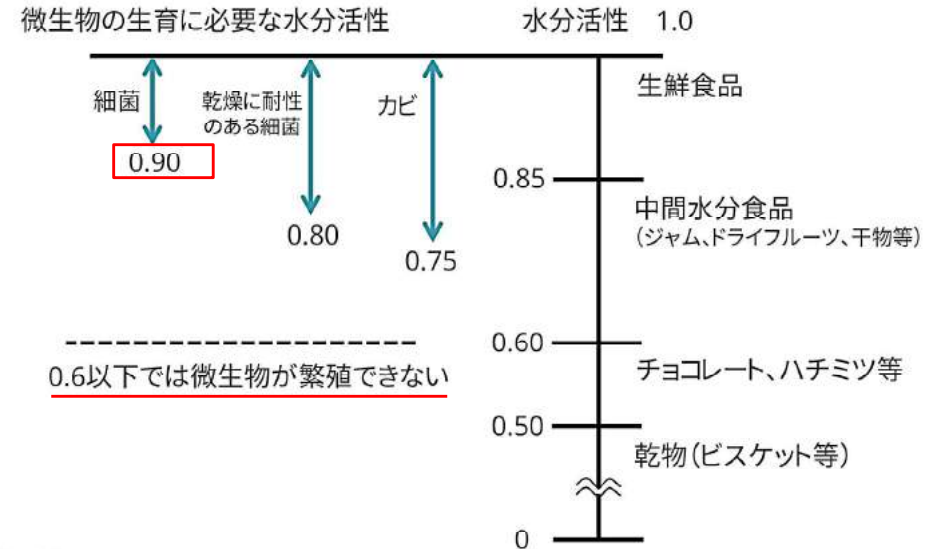 微生物の生育に必要な水分活性
水分活性 1.0
細菌
0.90
乾燥に耐性
のある細菌
0.80
カビ
0.75
0.6以下では微生物が繁殖できない
生鮮食品
0.85
中間水分食品
(ジャム、ドライフルーツ、干物等)
0.60
チョコレート、ハチミツ等
0.50
乾物(ビスケット等)
0